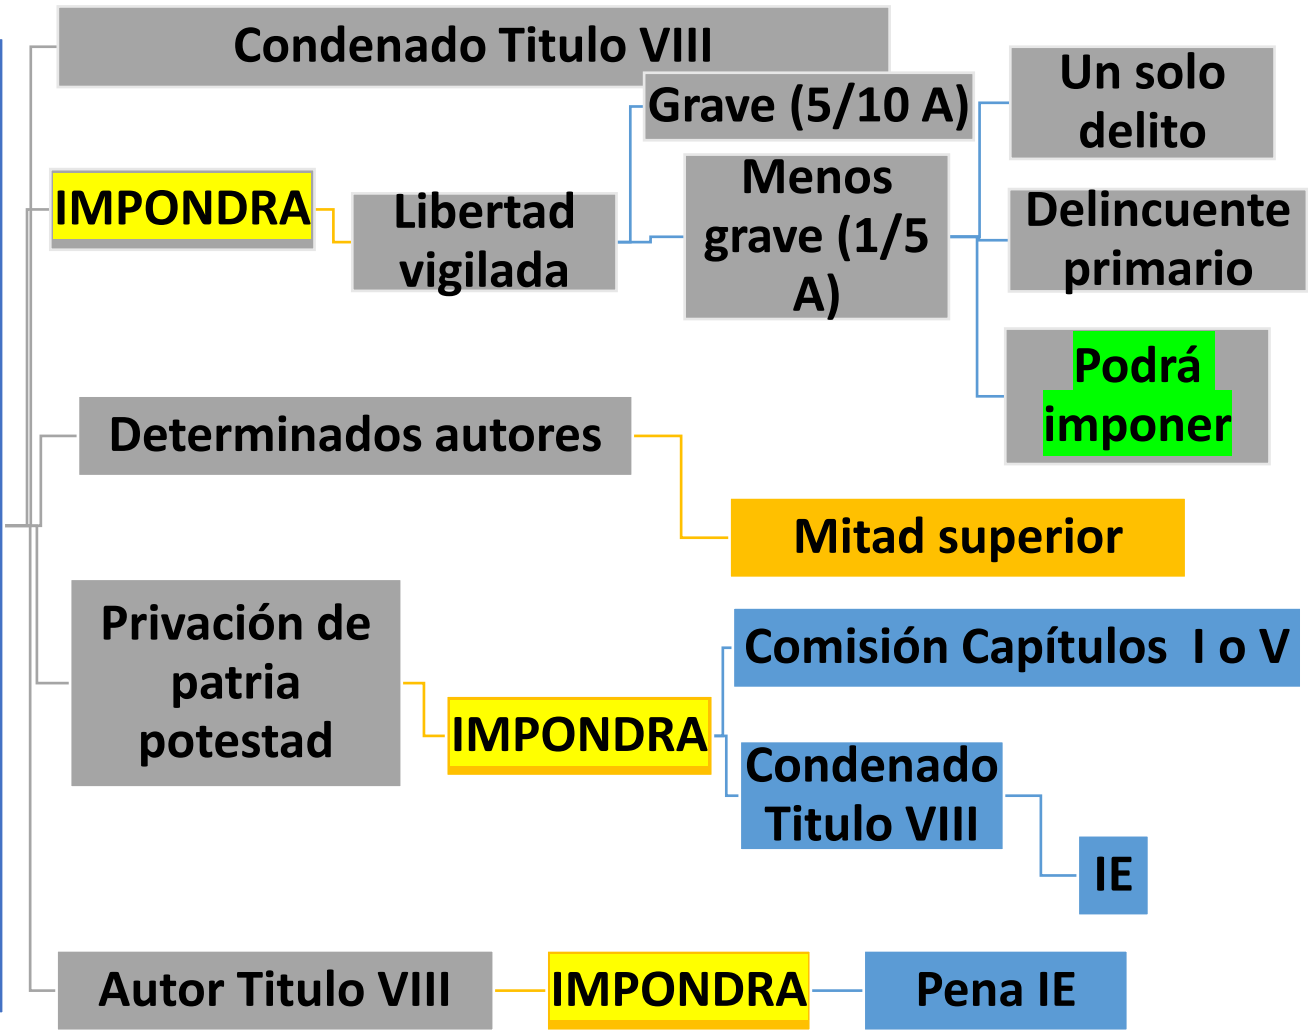 Condenado Titulo VIII
Grave (5/10 A)
Un solo
delito
IMPONDRA
Libertad
vigilada
Menos
grave (1/5
A)
Delincuente
primario
Podrá
imponer
Determinados autores
Mitad superior
Privación de
patria
potestad
IMPONDRA
Comisión Capítulos  I o V
Condenado
Titulo VIII
IE
Autor Titulo VIII
IMPONDRA
Pena IE